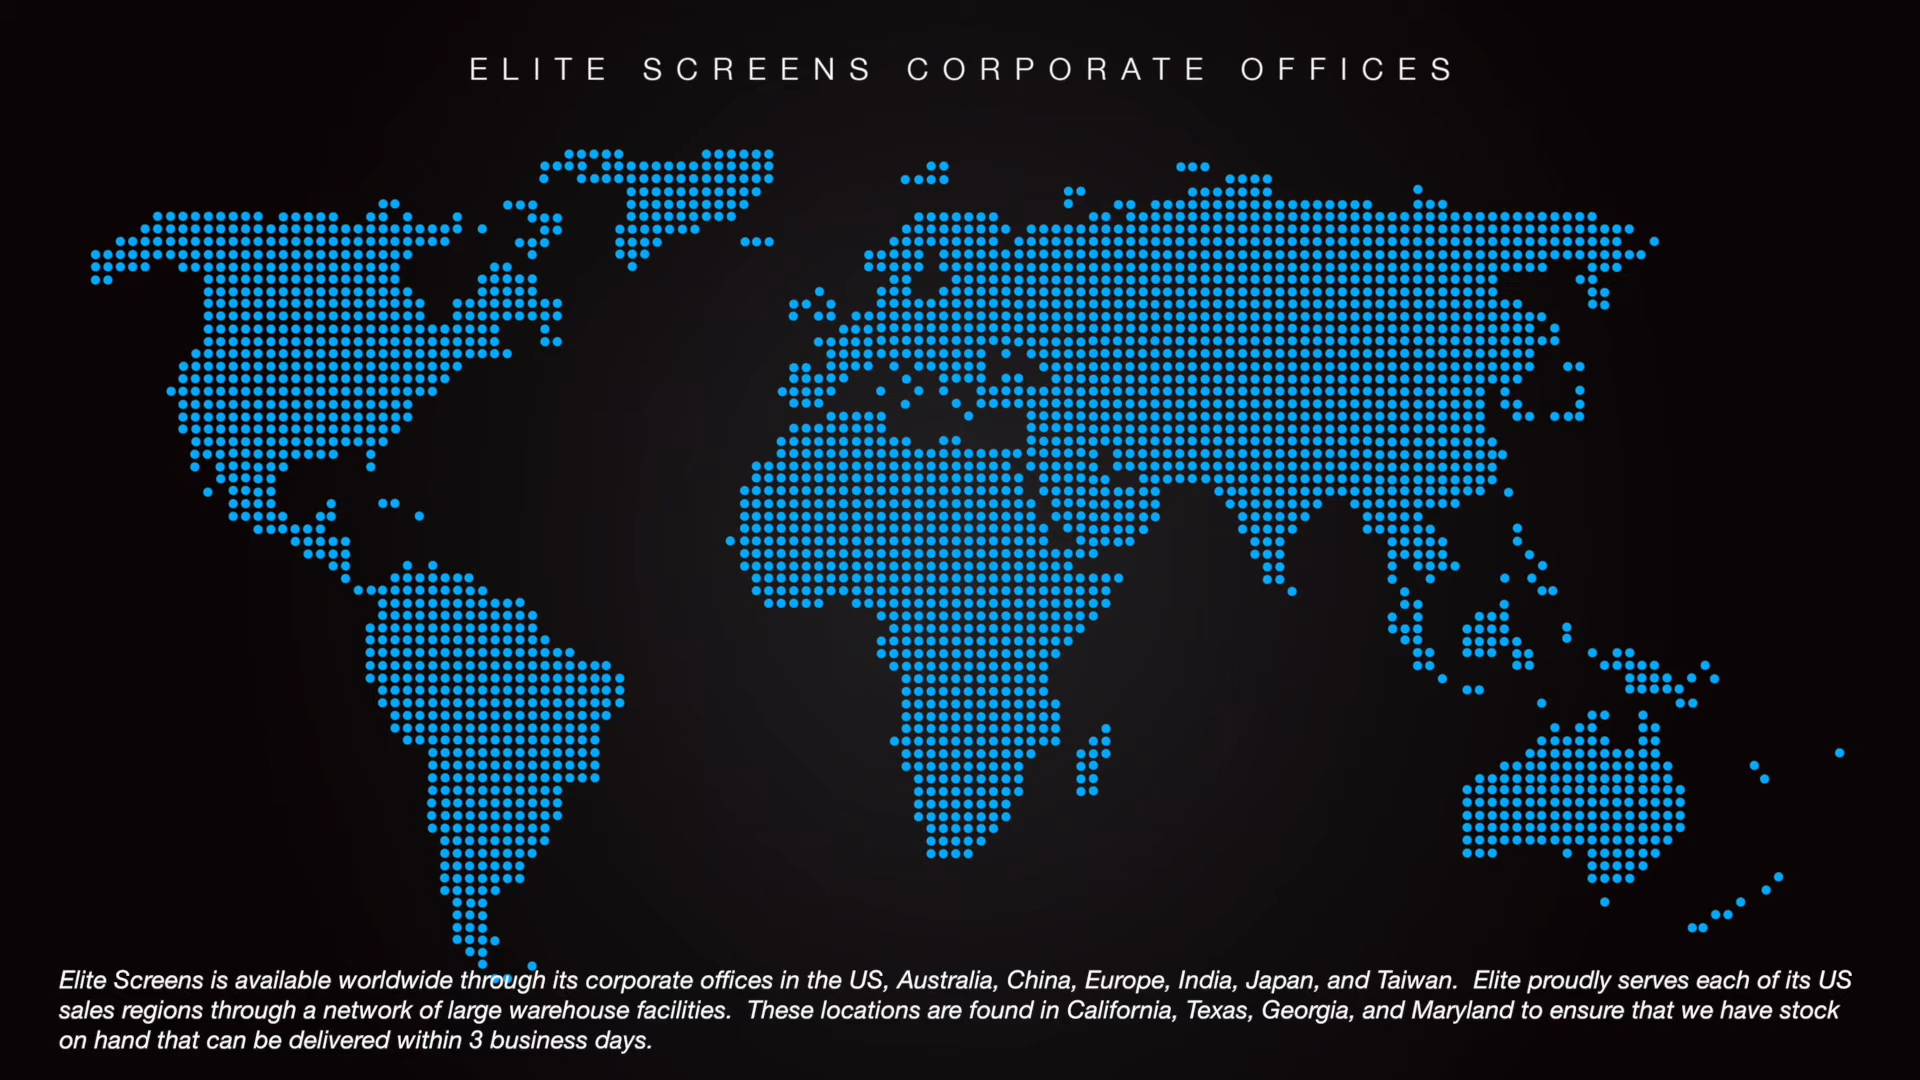 ELITE SCREENS CORPORATE OFFICES
Elite Screens is available worldwide through its corporate offices in the US, Australia, China, Europe, India, Japan, and Taiwan.  Elite proudly serves each of its US
sales regions through a network of large warehouse facilities.  These locations are found in California, Texas, Georgia, and Maryland to ensure that we have stock
on hand that can be delivered within 3 business days.